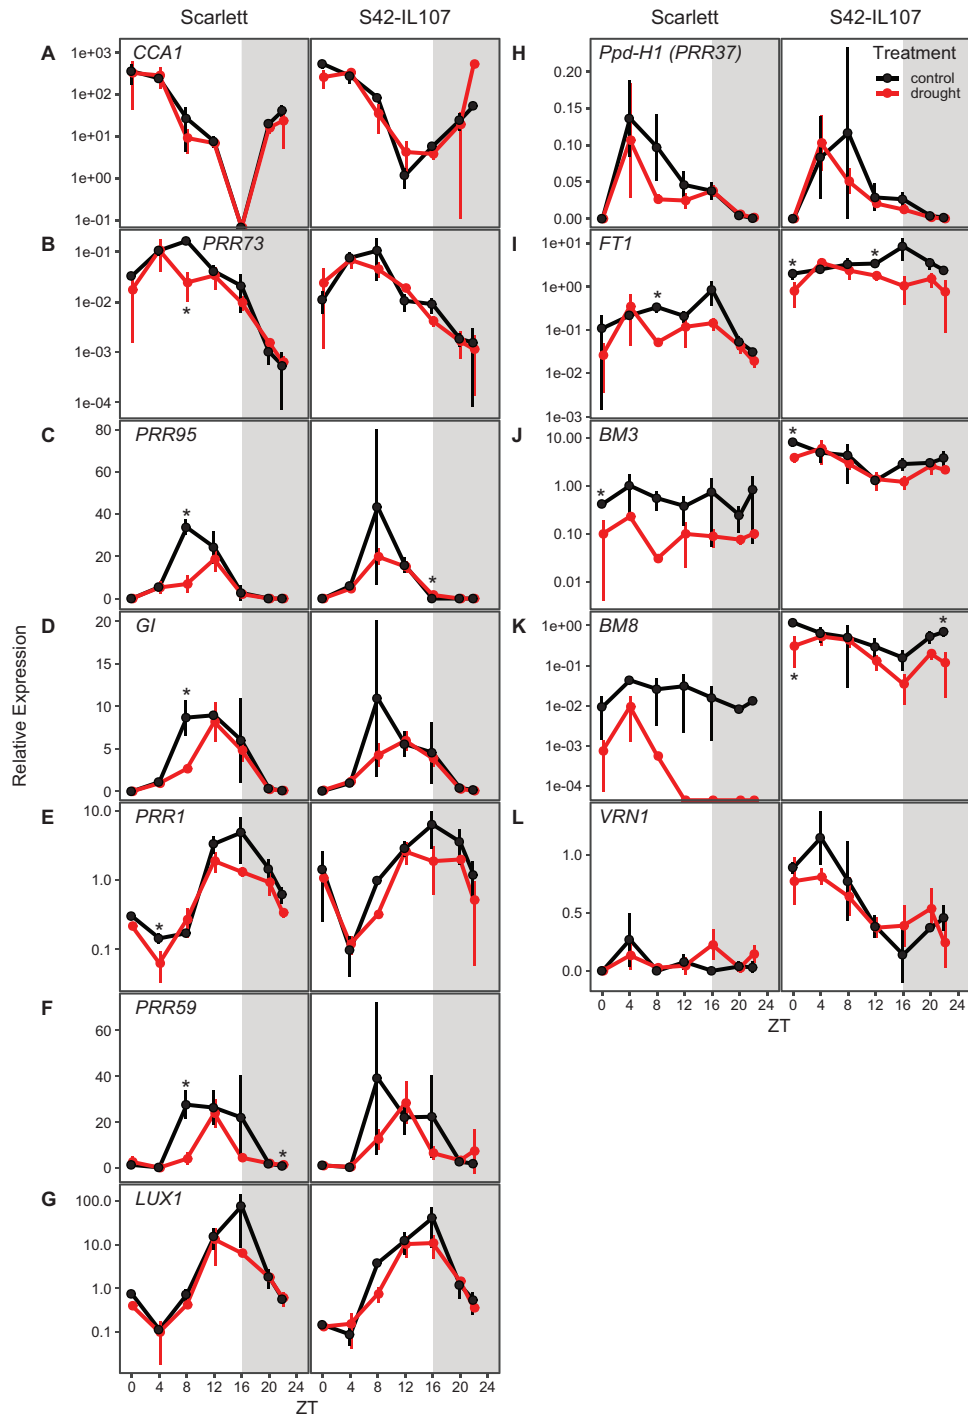 Scarlett
S42-IL107
Scarlett
S42-IL107
Relative Expression
A
CCA1
1e+03
1e+02
1e+01
1e+00
1e-01
B
PRR73
1e-01
1e-02
1e-03
1e-04
*
C
PRR95
80
60
40
20
0
*
*
D
GI
20
15
10
5
0
*
E
PRR1
10.0
1.0
0.1
*
F
PRR59
60
40
20
0
*
*
G
LUX1
100.0
10.0
1.0
0.1
0 4 8 12 16 20 24
0 4 8 12 16 20 24
ZT
H
Ppd-H1 (PRR37)
Treatment
control
drought
0.20
0.15
0.10
0.05
0.00
I
FT1
1e+01
1e+00
1e-01
1e-02
1e-03
*
*
*
J
BM3
10.00
1.00
0.10
0.01
*
*
K
BM8
1e+00
1e-01
1e-02
1e-03
1e-04
*
*
L
VRN1
1.0
0.5
0.0
0 4 8 12 16 20 24
0 4 8 12 16 20 24
ZT